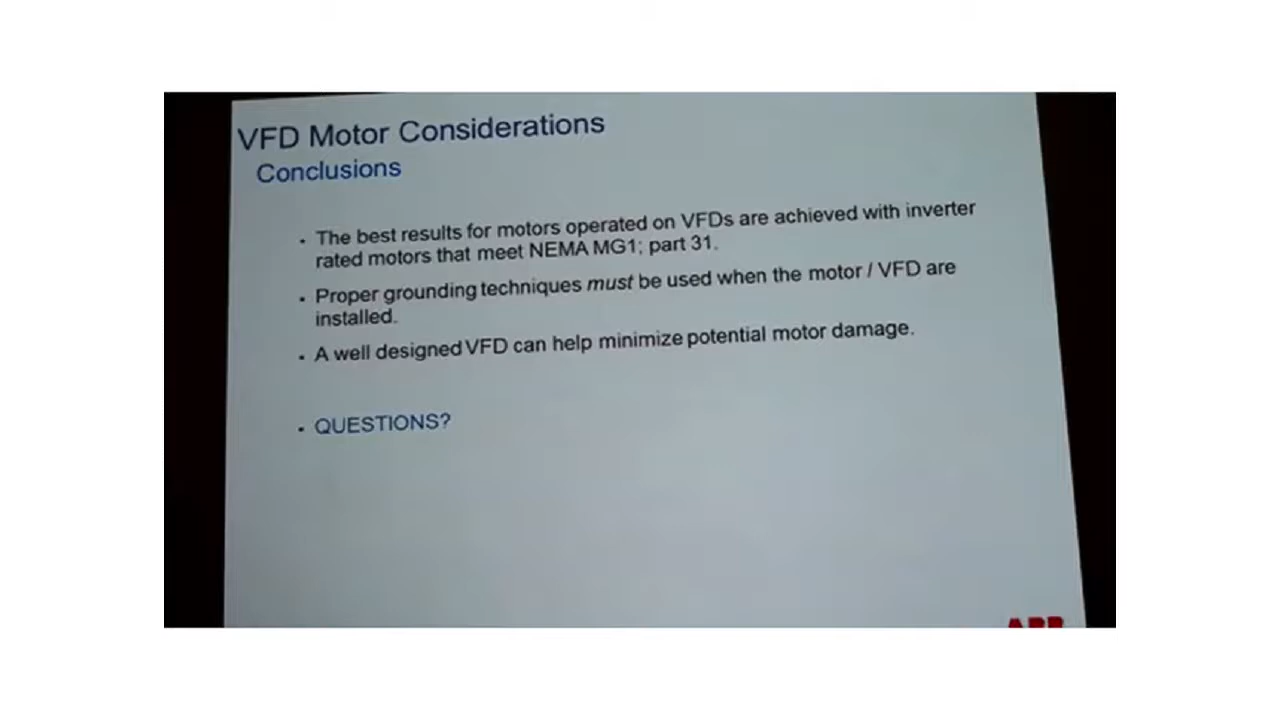 VFD Motor Considerations
Conclusions
• The best results for motors operated on VFDs are achieved with inverter
rated motors that meet NEMA MG1; part 31.
• Proper grounding techniques must be used when the motor / VFD are
installed.
• A well designed VFD can help minimize potential motor damage.
• QUESTIONS?
ABB